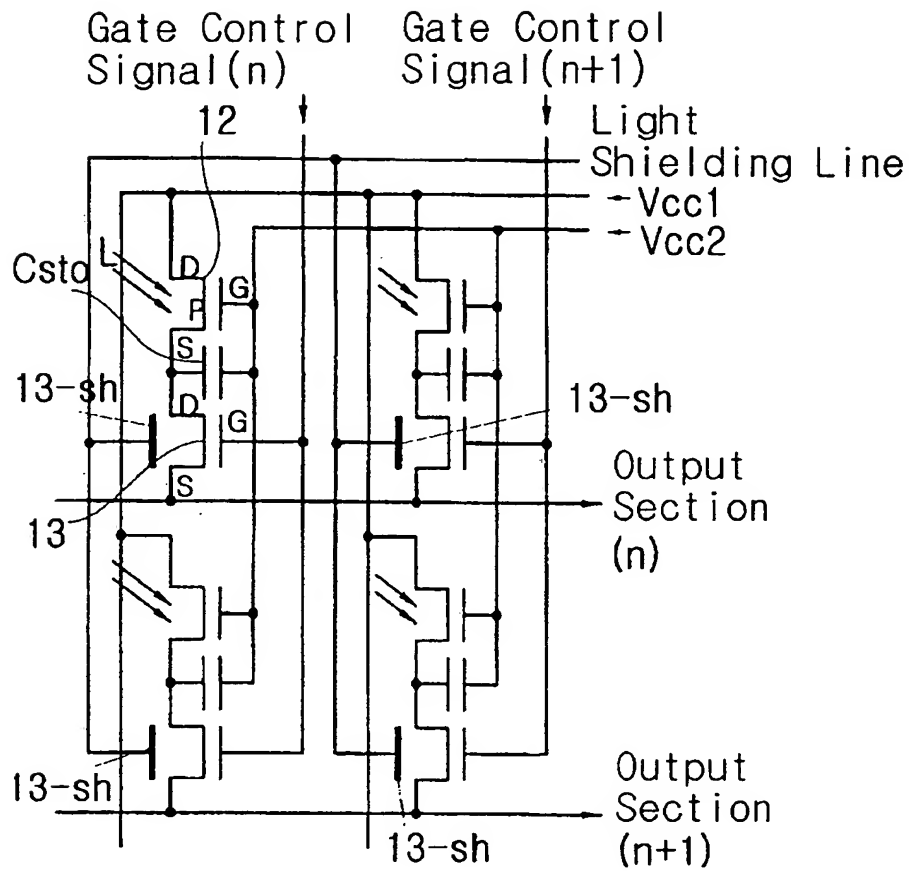 Gate Control
Signal(n)
Gate Control
Signal(n+1)
12
Light
Shielding Line
Vcc1
Vcc2
L
Csto
D
G
P
S
13-sh
D
G
13-sh
S
13
Output
Section
(n)
13-sh
13-sh
Output
Section
(n+1)